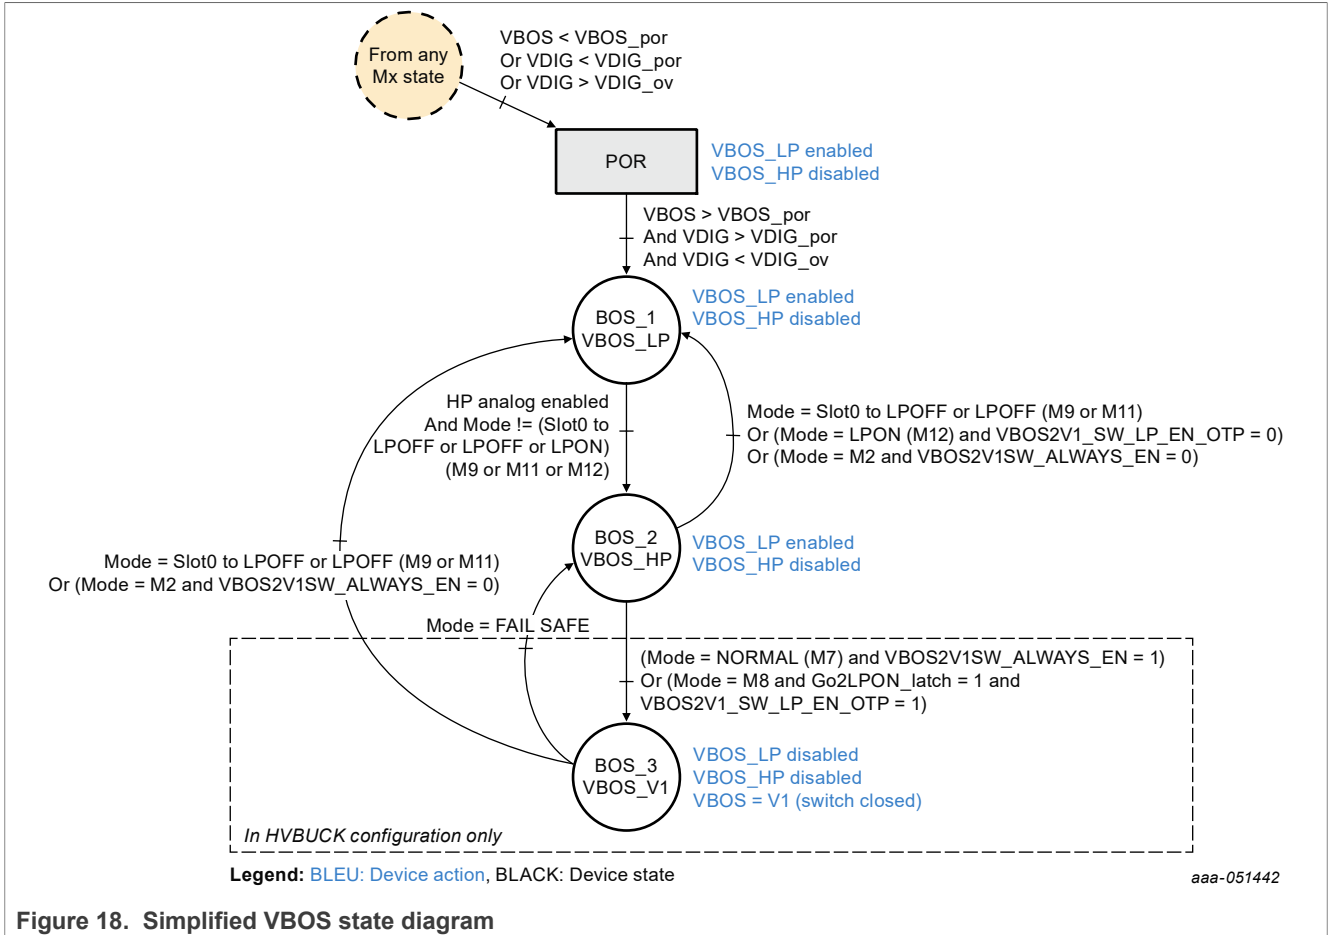 From any
Mx state
VBOS < VBOS_por
Or VDIG < VDIG_por
Or VDIG > VDIG_ov
POR
VBOS_LP enabled
VBOS_HP disabled
VBOS > VBOS_por
And VDIG > VDIG_por
And VDIG < VDIG_ov
BOS_1
VBOS_LP
VBOS_LP enabled
VBOS_HP disabled
HP analog enabled
And Mode != (Slot0 to
LPOFF or LPOFF or LPON)
(M9 or M11 or M12)
Mode = Slot0 to LPOFF or LPOFF (M9 or M11)
Or (Mode = LPON (M12) and VBOS2V1_SW_LP_EN_OTP = 0)
Or (Mode = M2 and VBOS2V1SW_ALWAYS_EN = 0)
BOS_2
VBOS_HP
VBOS_LP enabled
VBOS_HP disabled
Mode = Slot0 to LPOFF or LPOFF (M9 or M11)
Or (Mode = M2 and VBOS2V1SW_ALWAYS_EN = 0)
Mode = FAIL SAFE
(Mode = NORMAL (M7) and VBOS2V1SW_ALWAYS_EN = 1)
Or (Mode = M8 and Go2LPON_latch = 1 and
VBOS2V1_SW_LP_EN_OTP = 1)
BOS_3
VBOS_V1
VBOS_LP disabled
VBOS_HP disabled
VBOS = V1 (switch closed)
In HVBUCK configuration only
Legend: BLEU: Device action, BLACK: Device state
aaa-051442
Figure 18. Simplified VBOS state diagram